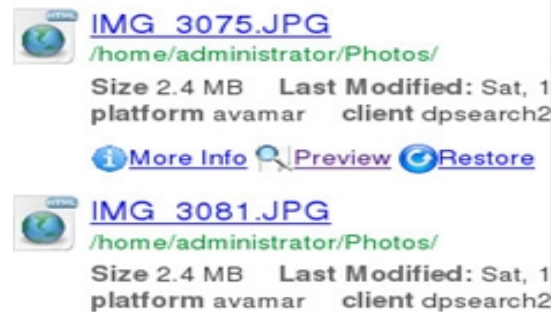 IMG_3075.JPG
/home/administrator/Photos/
Size 2.4 MB Last Modified: Sat, 1
platform avamar client dpsearch2
More Info Preview Restore
IMG_3081.JPG
/home/administrator/Photos/
Size 2.4 MB Last Modified: Sat, 1
platform avamar client dpsearch2